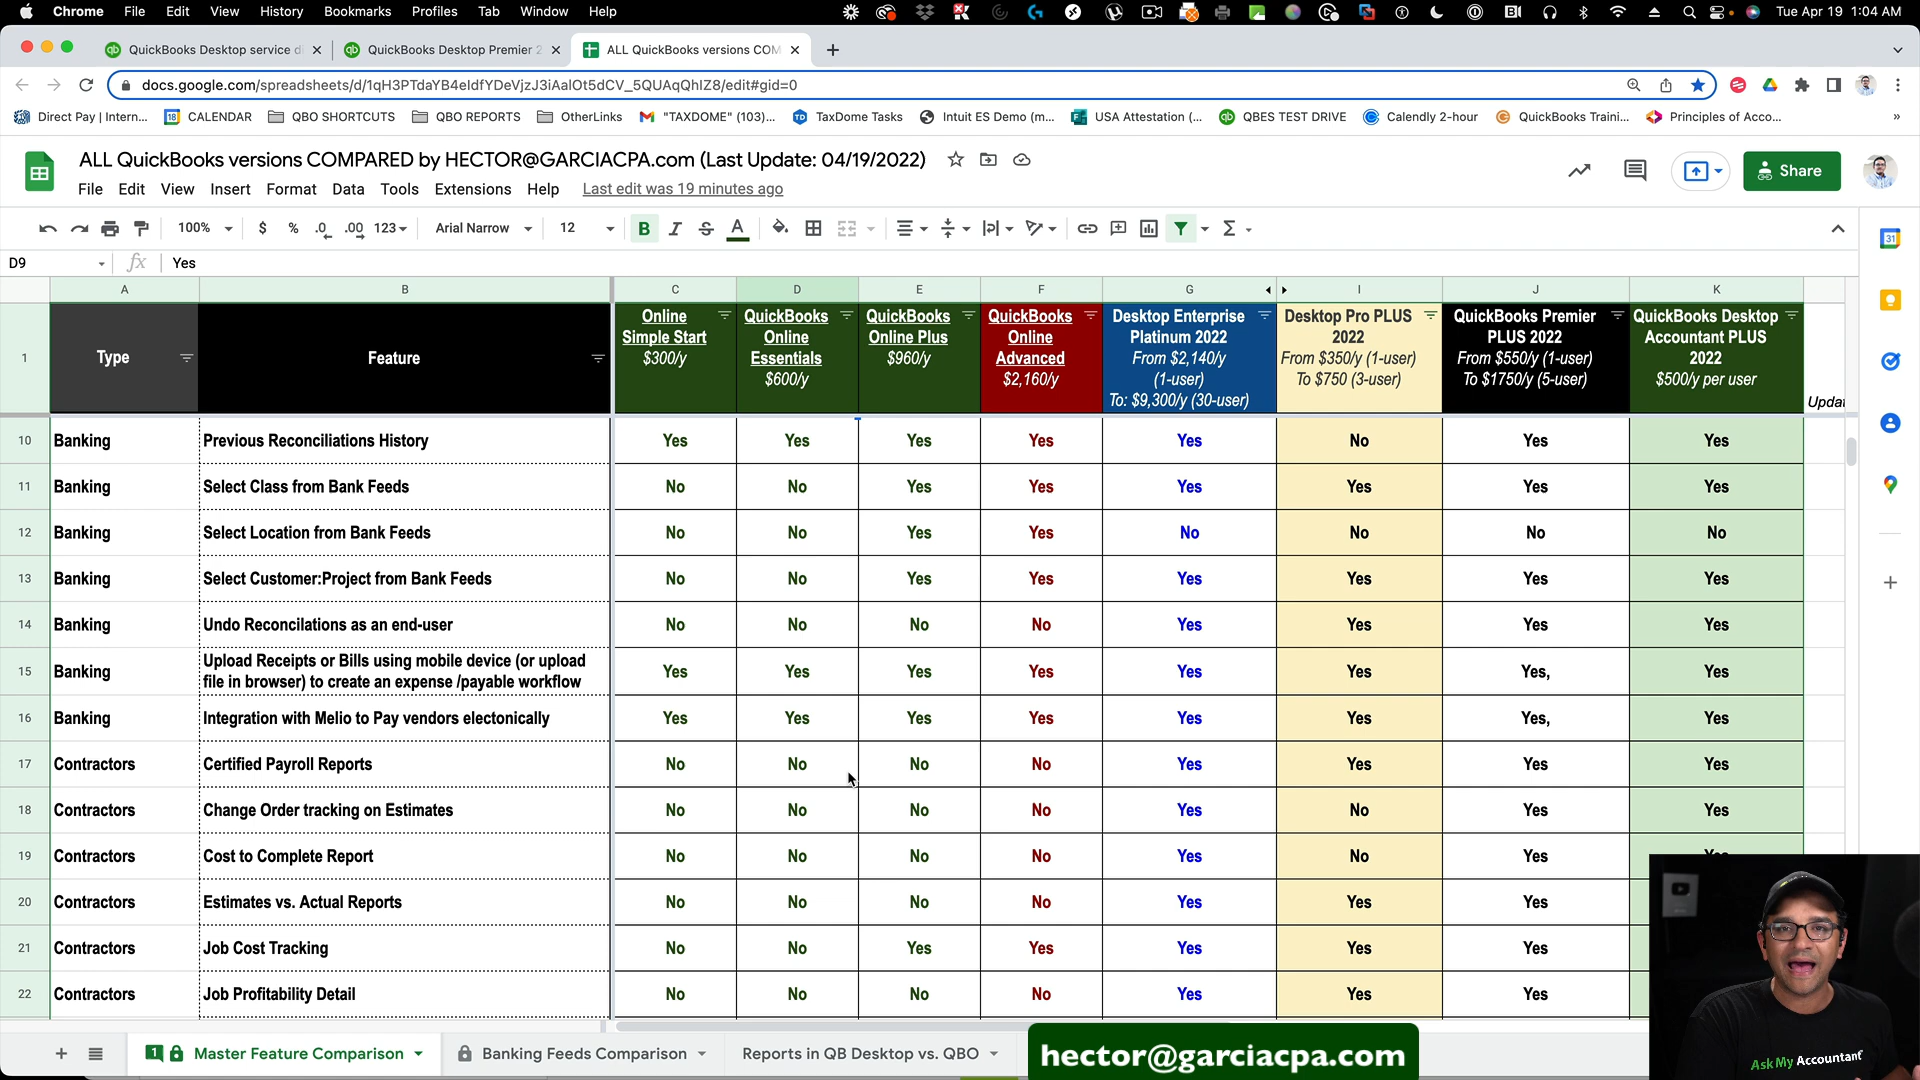 Chrome File Edit View History Bookmarks Profiles Tab Window Help Tue Apr 19 1:04 AM
QuickBooks Desktop service di QuickBooks Desktop Premier 2 ALL QuickBooks versions COM
docs.google.com/spreadsheets/d/1qH3PTdaYB4eIdfYDeVjzJ3iAalOt5dCV_5QUAqQhIZ8/edit#gid=0
Direct Pay | Intern... CALENDAR QBO SHORTCUTS QBO REPORTS OtherLinks "TAXDOME" (103)... TaxDome Tasks Intuit ES Demo (m... USA Attestation (... QBES TEST DRIVE Calendly 2-hour QuickBooks Traini... Principles of Acco... »
ALL QuickBooks versions COMPARED by HECTOR@GARCIACPA.com (Last Update: 04/19/2022)
File Edit View Insert Format Data Tools Extensions Help Last edit was 19 minutes ago
Share
100% $ % .0 .00 123 Arial Narrow 12 B I S A
D9 fx Yes
A B C D E F G I J K
1 Type Feature
Online Simple Start $300/y
QuickBooks Online Essentials $600/y
QuickBooks Online Plus $960/y
QuickBooks Online Advanced $2,160/y
Desktop Enterprise Platinum 2022 From $2,140/y (1-user) To: $9,300/y (30-user)
Desktop Pro PLUS 2022 From $350/y (1-user) To $750 (3-user)
QuickBooks Premier PLUS 2022 From $550/y (1-user) To $1750/y (5-user)
QuickBooks Desktop Accountant PLUS 2022 $500/y per user
Updat
10 Banking Previous Reconciliations History Yes Yes Yes Yes Yes No Yes Yes
11 Banking Select Class from Bank Feeds No No Yes Yes Yes Yes Yes Yes
12 Banking Select Location from Bank Feeds No No Yes Yes No No No No
13 Banking Select Customer:Project from Bank Feeds No No Yes Yes Yes Yes Yes Yes
14 Banking Undo Reconcilations as an end-user No No No No Yes Yes Yes Yes
15 Banking Upload Receipts or Bills using mobile device (or upload
file in browser) to create an expense /payable workflow Yes Yes Yes Yes Yes Yes Yes, Yes
16 Banking Integration with Melio to Pay vendors electonically Yes Yes Yes Yes Yes Yes Yes, Yes
17 Contractors Certified Payroll Reports No No No No Yes Yes Yes Yes
18 Contractors Change Order tracking on Estimates No No No No Yes No Yes Yes
19 Contractors Cost to Complete Report No No No No Yes No Yes Yes
20 Contractors Estimates vs. Actual Reports No No No No Yes Yes Yes
21 Contractors Job Cost Tracking No No Yes Yes Yes Yes Yes
22 Contractors Job Profitability Detail No No No No Yes Yes Yes
Ask My Accountant
1 Master Feature Comparison Banking Feeds Comparison Reports in QB Desktop vs. QBO
hector@garciacpa.com